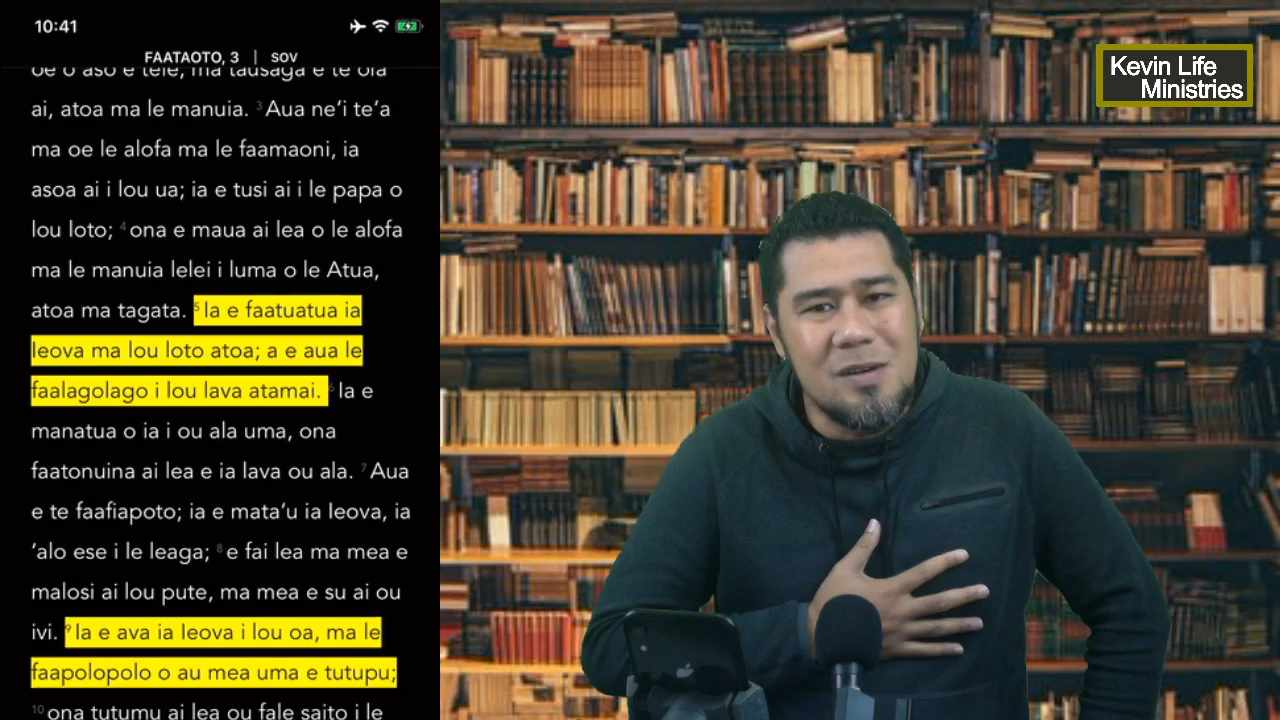 10:41
FAATAOTO, 3 | SOV
oe o aso e tele, ma tausaga e te ola
ai, atoa ma le manuia. 3 Aua ne’i te’a
ma oe le alofa ma le faamaoni, ia
asoa ai i lou ua; ia e tusi ai i le papa o
lou loto; 4 ona e maua ai lea o le alofa
ma le manuia lelei i luma o le Atua,
atoa ma tagata. 5 Ia e faatuatua ia
Ieova ma lou loto atoa; a e aua le
faalagolago i lou lava atamai. 6 Ia e
manatua o ia i ou ala uma, ona
faatonuina ai lea e ia lava ou ala. 7 Aua
e te faafiapoto; ia e mata’u ia Ieova, ia
‘alo ese i le leaga; 8 e fai lea ma mea e
malosi ai lou pute, ma mea e su ai ou
ivi. 9 Ia e ava ia Ieova i lou oa, ma le
faapolopolo o au mea uma e tutupu;
10 ona tutumu ai lea ou fale saito i le
Kevin Life
Ministries